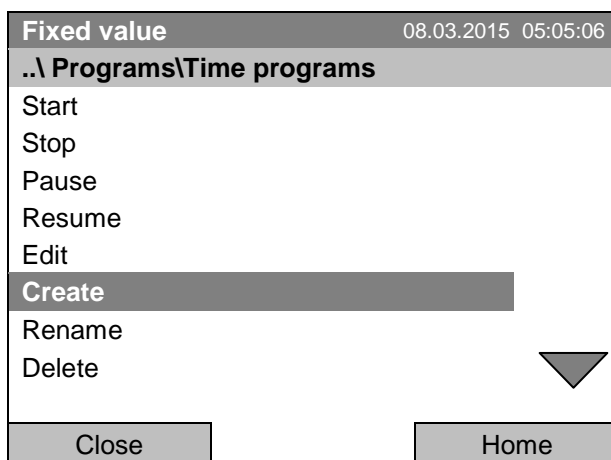 Fixed value 08.03.2015 05:05:06
..\ Programs\Time programs
Start
Stop
Pause
Resume
Edit
Create
Rename
Delete
Close Home